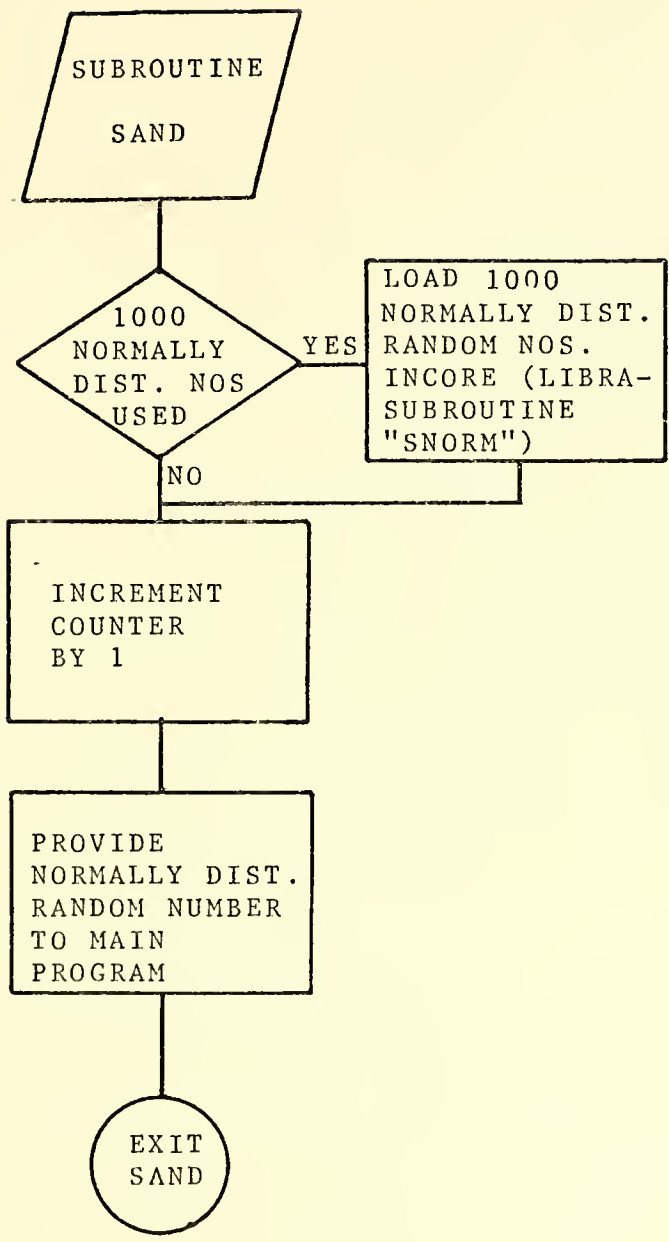 SUBROUTINE
SAND
1000
NORMALLY
DIST. NOS
USED
YES
LOAD 1000
NORMALLY DIST.
RANDOM NOS.
INCORE (LIBRA-
SUBROUTINE
"SNORM")
NO
INCREMENT
COUNTER
BY 1
PROVIDE
NORMALLY DIST.
RANDOM NUMBER
TO MAIN
PROGRAM
EXIT
SAND